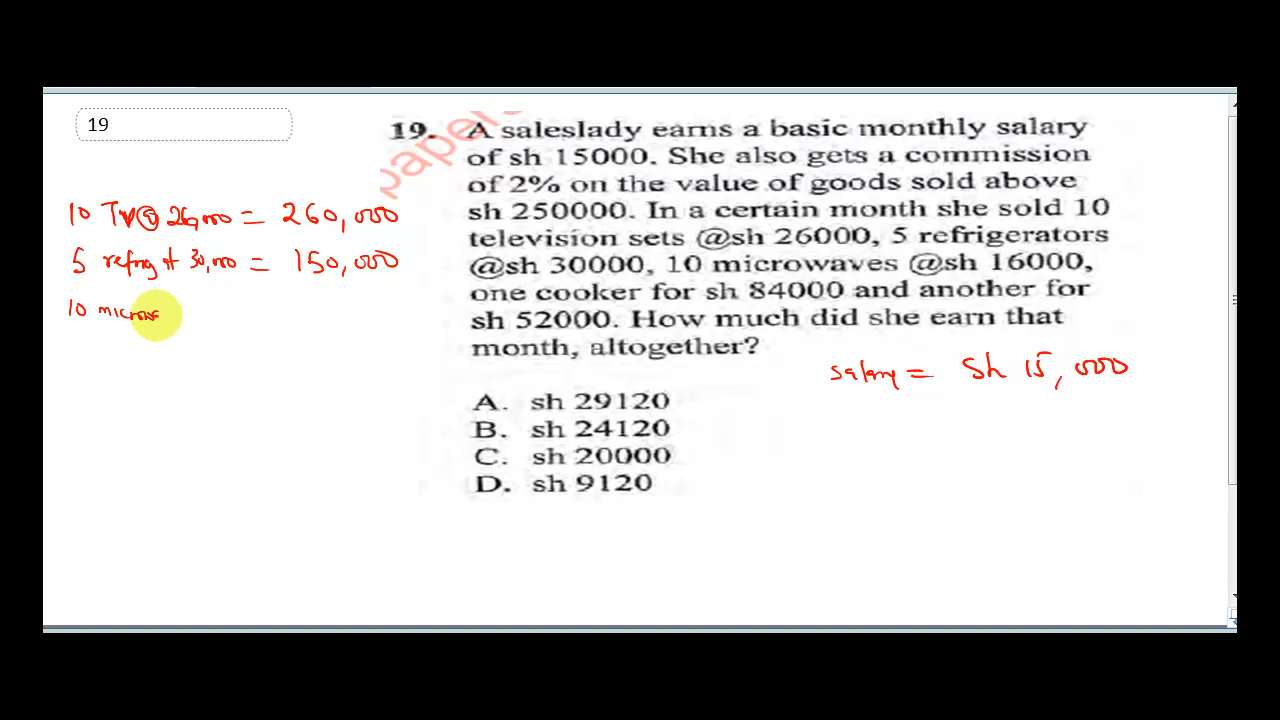 19
19. A saleslady earns a basic monthly salary
of sh 15000. She also gets a commission
of 2% on the value of goods sold above
sh 250000. In a certain month she sold 10
television sets @sh 26000, 5 refrigerators
@sh 30000, 10 microwaves @sh 16000,
one cooker for sh 84000 and another for
sh 52000. How much did she earn that
month, altogether?
A. sh 29120
B. sh 24120
C. sh 20000
D. sh 9120
10 TV @ 26,000 = 260,000
5 refrig at 30,000 = 150,000
10
salary = Sh 15,000
papers